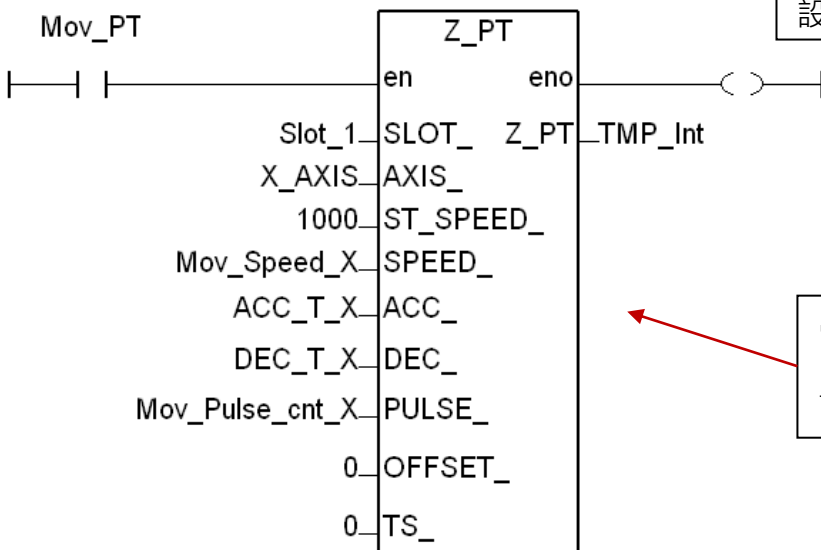 設
Mov_PT
Z_PT
en eno
Slot_1 SLOT_ Z_PT TMP_Int
X_AXIS AXIS_
1000 ST_SPEED_
Mov_Speed_X SPEED_
ACC_T_X ACC_
DEC_T_X DEC_
Mov_Pulse_cnt_X PULSE_
0 OFFSET_
0 TS_